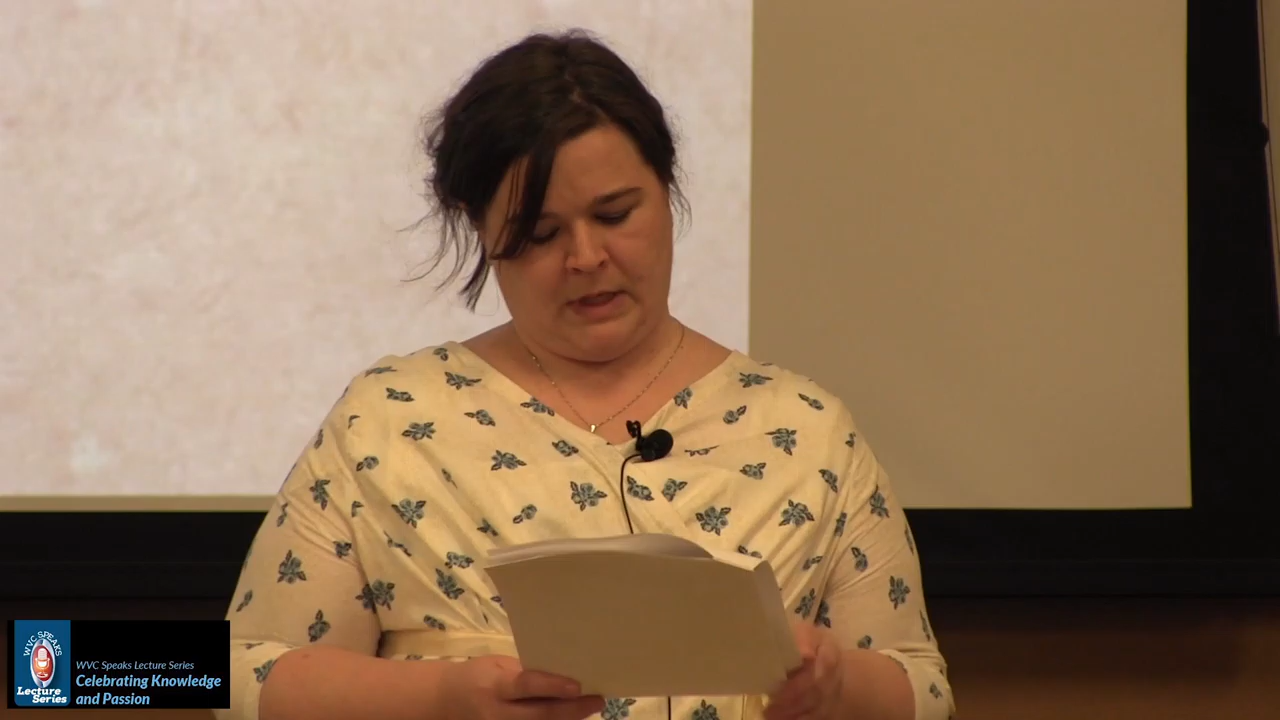 WVC SPEAKS
Lecture
Series
WVC Speaks Lecture Series
Celebrating Knowledge
and Passion